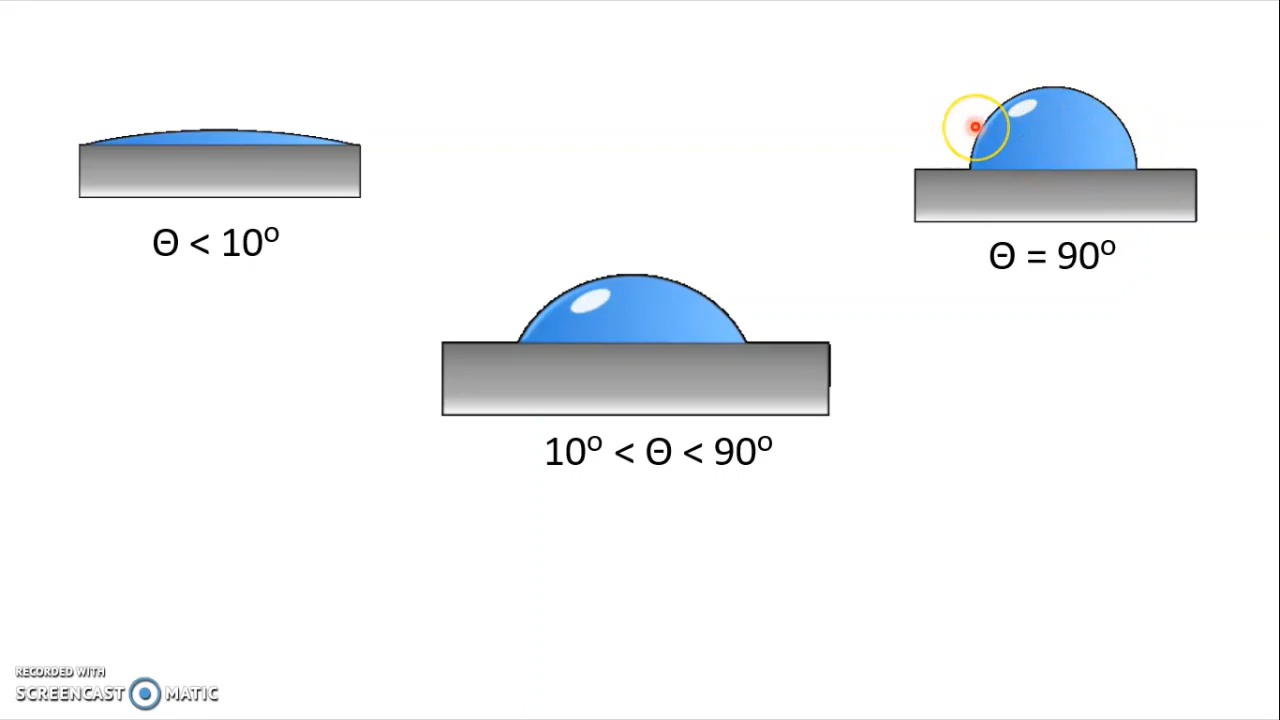 Θ < 10º
Θ = 90º
10º < Θ < 90º
RECORDED WITH
SCREENCAST MATIC